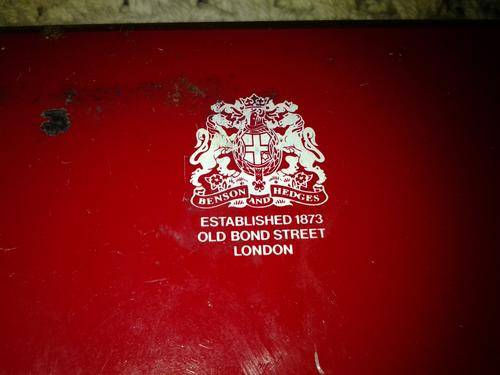 BENSON AND HEDGES
ESTABLISHED 1873
OLD BOND STREET
LONDON